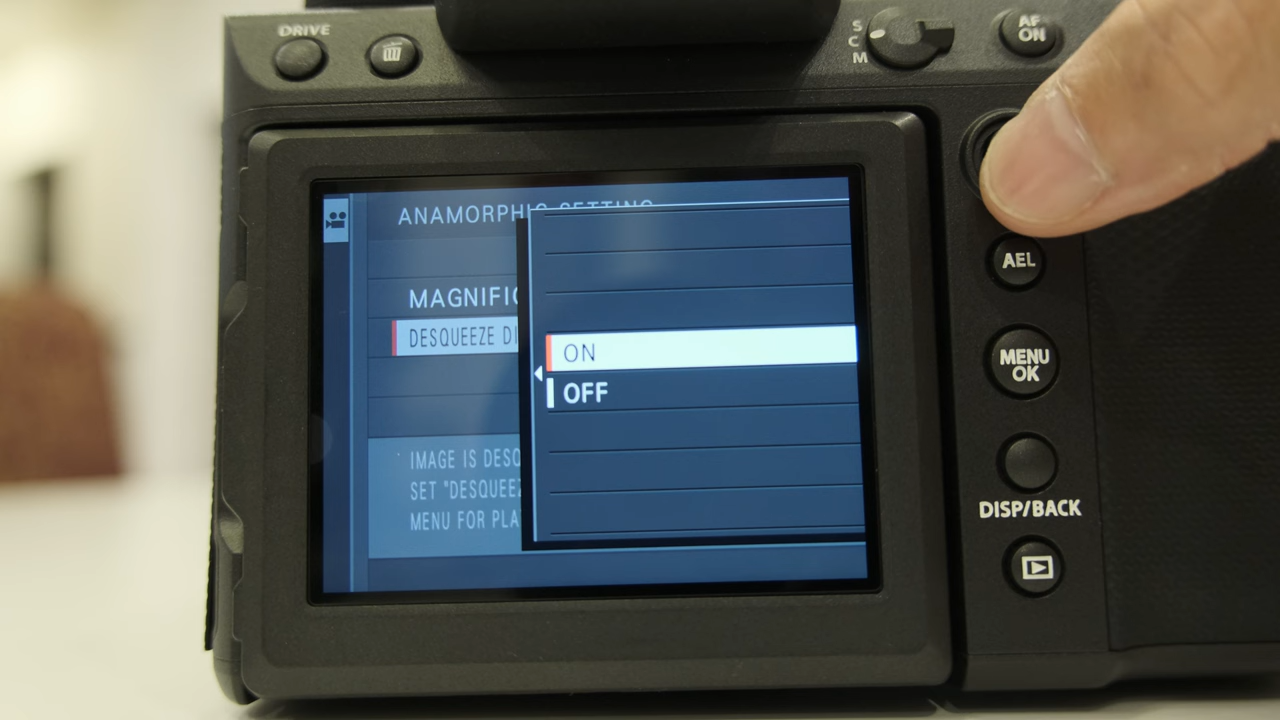 DRIVE
S
C
M
AF
ON
ANAMORPHIC SETTING
MAGNIFIC
DESQUEEZE DI
ON
OFF
IMAGE IS DESQ
SET "DESQUEEZ
MENU FOR PLA
AEL
MENU
OK
DISP/BACK